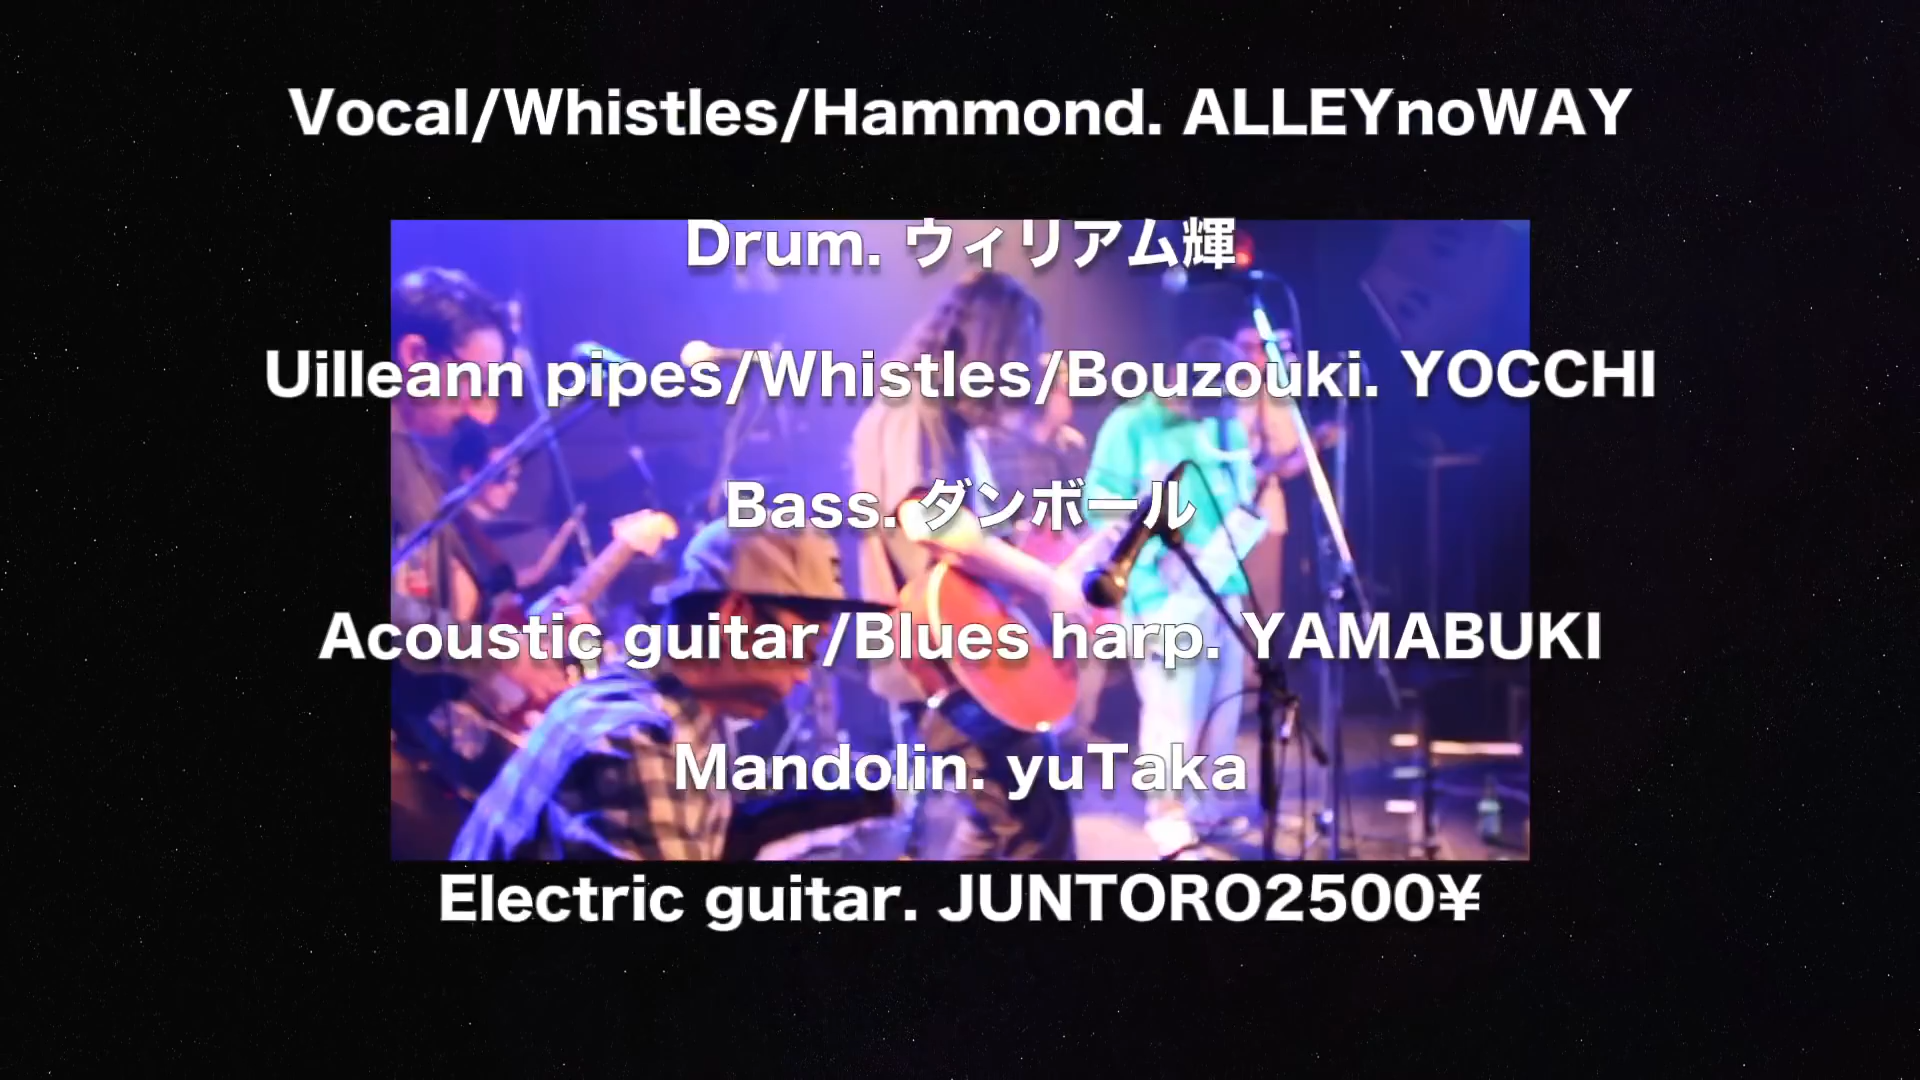 Vocal/Whistles/Hammond. ALLEYnoWAY
Drum. ウィリアム輝
Uilleann pipes/Whistles/Bouzouki. YOCCHI
Bass. ダンボール
Acoustic guitar/Blues harp. YAMABUKI
Mandolin. yuTaka
Electric guitar. JUNTORO2500¥